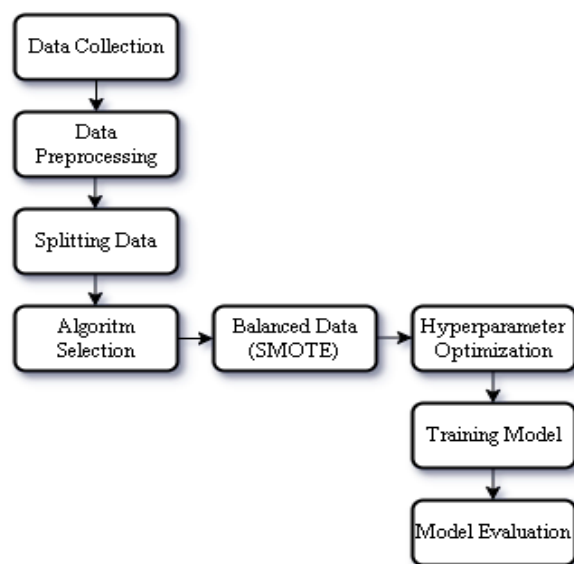 Data Collection
Data
Preprocessing
Splitting Data
Algoritm
Selection
Balanced Data
(SMOTE)
Hyperparameter
Optimization
Training Model
Model Evaluation